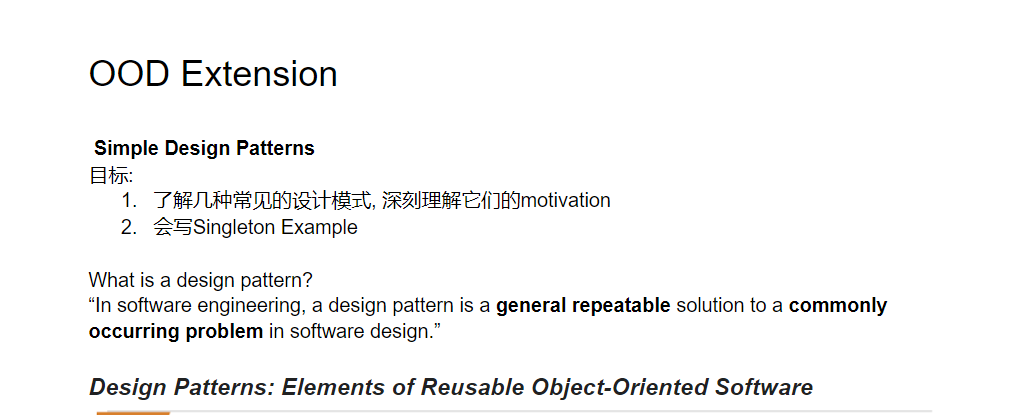 OOD Extension
Simple Design Patterns
目标:
1. 了解几种常见的设计模式, 深刻理解它们的motivation
2. 会写Singleton Example
What is a design pattern?
“In software engineering, a design pattern is a general repeatable solution to a commonly
occurring problem in software design.”
Design Patterns: Elements of Reusable Object-Oriented Software